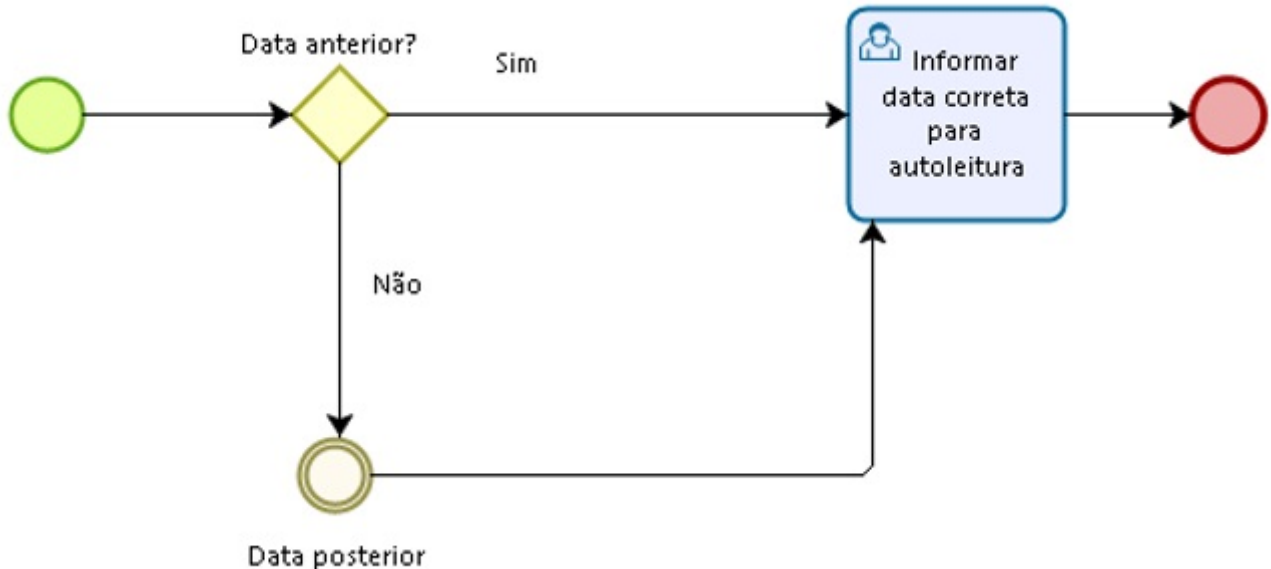 Data anterior?
Sim
Informar
data correta
para
autoleitura
Não
Data posterior